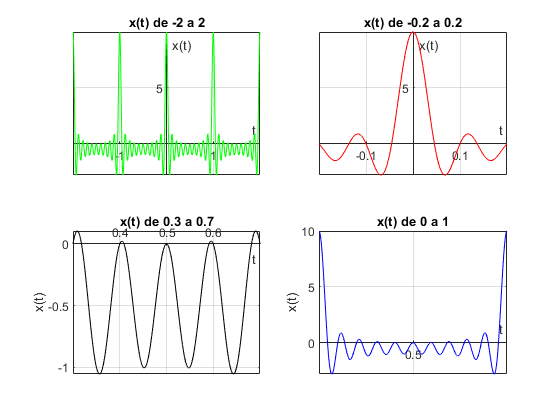 x(t) de -2 a 2
x(t)
5
t
-1
1
x(t) de -0.2 a 0.2
x(t)
5
t
-0.1
0.1
x(t) de 0.3 a 0.7
0.4
0.5
0.6
0
t
x(t)
-0.5
-1
x(t) de 0 a 1
10
5
x(t)
t
0
0.5